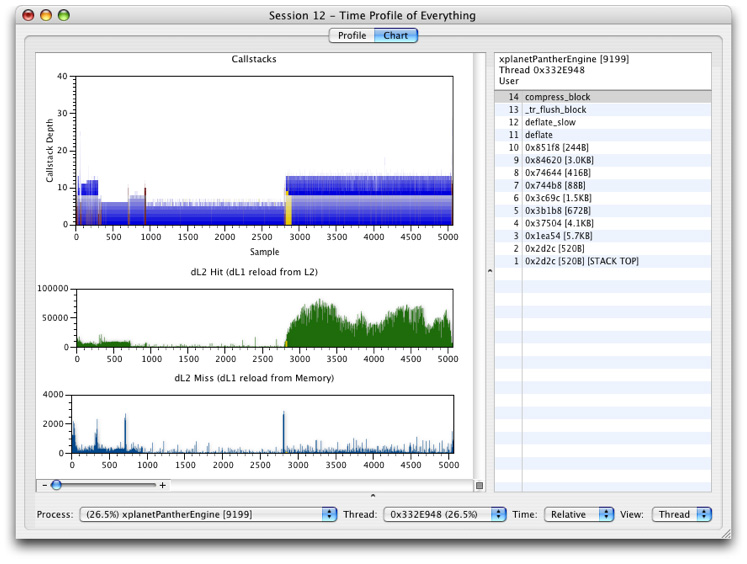 Session 12 – Time Profile of Everything
Profile Chart
Callstacks
40
30
20
10
0
Callstack Depth
0 500 1000 1500 2000 2500 3000 3500 4000 4500 5000
Sample
dL2 Hit (dL1 reload from L2)
100000
50000
0
0 500 1000 1500 2000 2500 3000 3500 4000 4500 5000
dL2 Miss (dL1 reload from Memory)
4000
2000
0
0 500 1000 1500 2000 2500 3000 3500 4000 4500 5000
- +
xplanetPantherEngine [9199]
Thread 0x332E948
User
14 compress_block
13 _tr_flush_block
12 deflate_slow
11 deflate
10 0x851f8 [244B]
9 0x84620 [3.0KB]
8 0x74644 [416B]
7 0x744b8 [88B]
6 0x3c69c [1.5KB]
5 0x3b1b8 [672B]
4 0x37504 [4.1KB]
3 0x1ea54 [5.7KB]
2 0x2d2c [520B]
1 0x2d2c [520B] [STACK TOP]
Process: (26.5%) xplanetPantherEngine [9199] Thread: 0x332E948 (26.5%) Time: Relative View: Thread